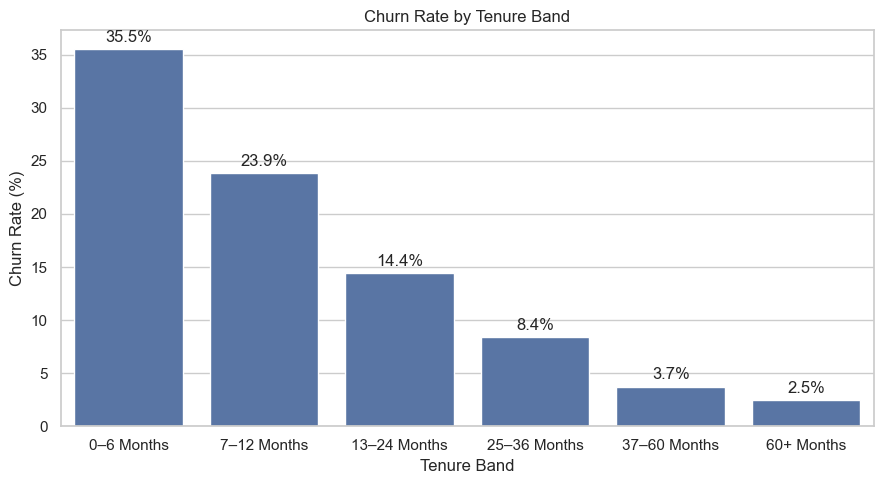 Churn Rate by Tenure Band
35.5%
23.9%
14.4%
8.4%
3.7%
2.5%
Churn Rate (%)
35
30
25
20
15
10
5
0
0–6 Months
7–12 Months
13–24 Months
25–36 Months
37–60 Months
60+ Months
Tenure Band